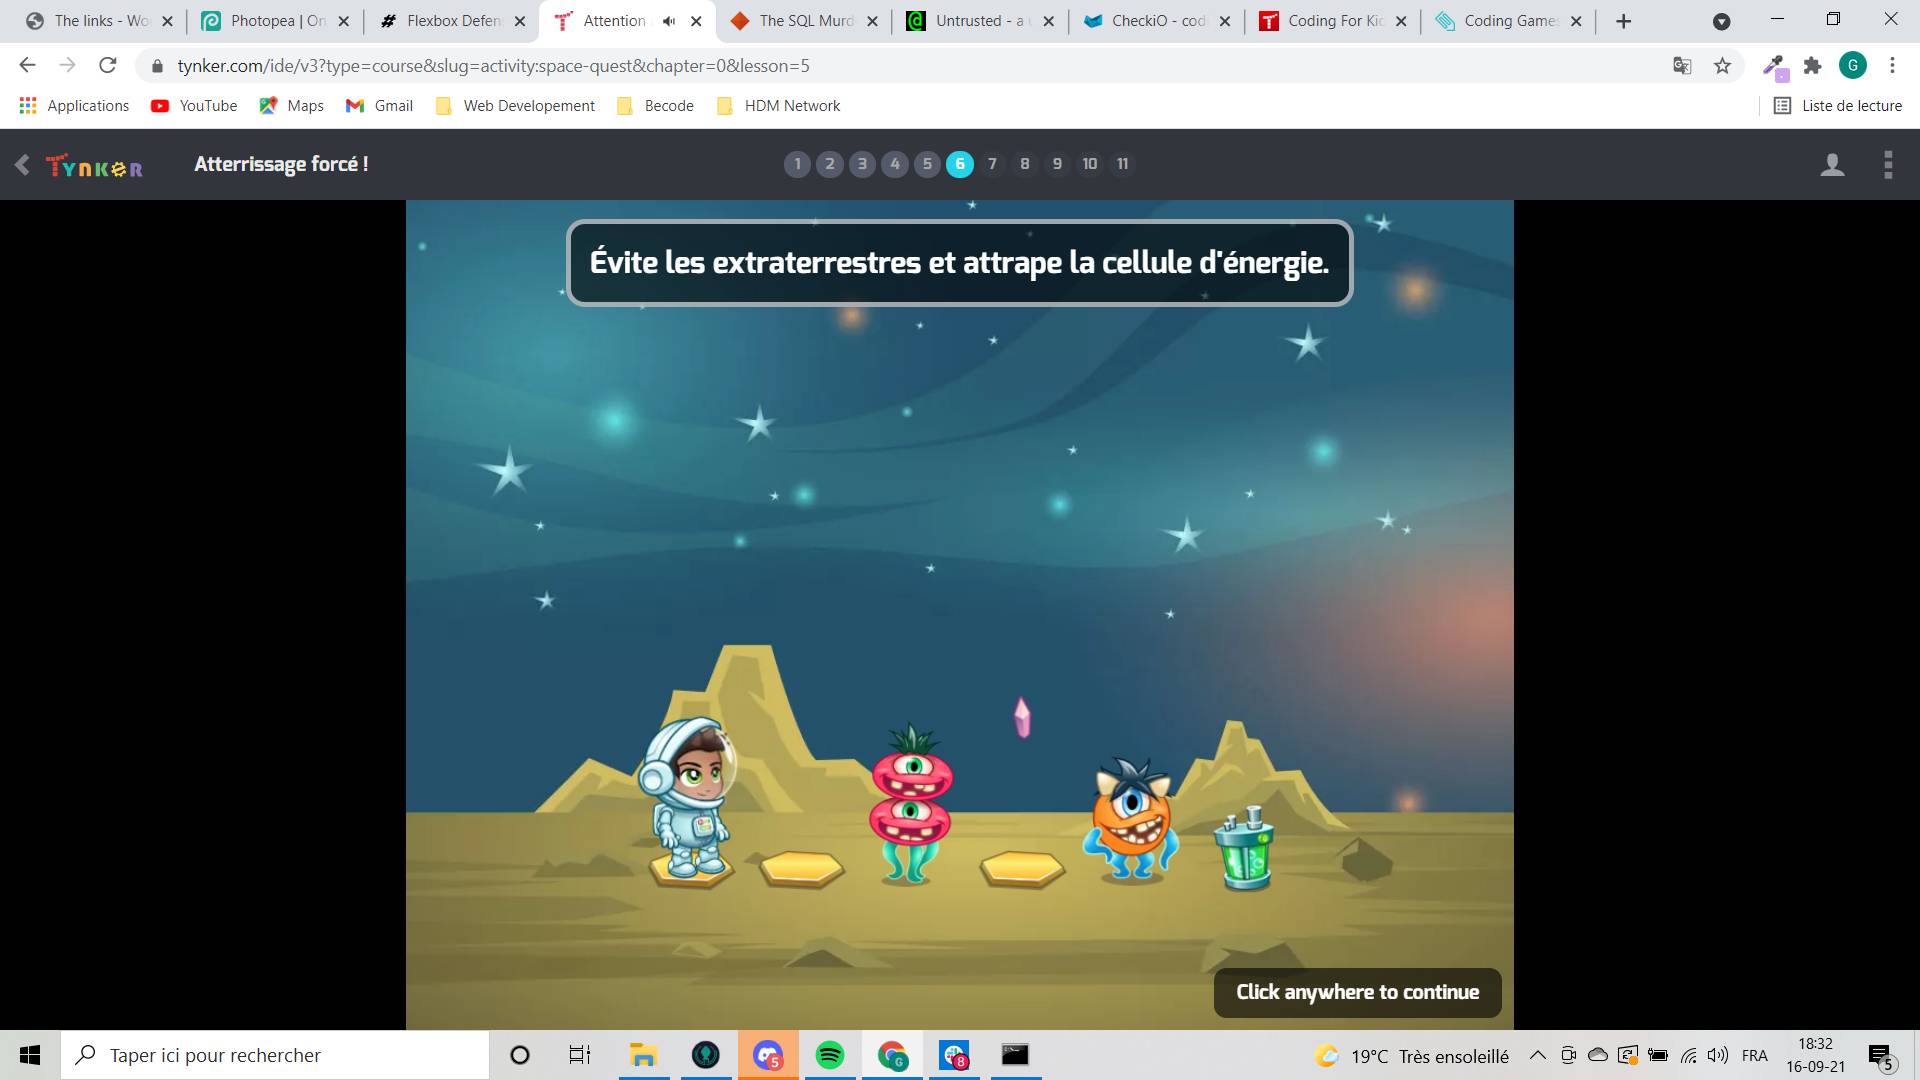 The links - Wo
Photopea | On
Flexbox Defen
Attention
The SQL Murd
Untrusted - a
CheckiO - cod
Coding For Kid
Coding Games
tynker.com/ide/v3?type=course&slug=activity:space-quest&chapter=0&lesson=5
G
Applications
YouTube
Maps
Gmail
Web Developement
Becode
HDM Network
Liste de lecture
TYNKER
Atterrissage forcé !
1 2 3 4 5 6 7 8 9 10 11
Évite les extraterrestres et attrape la cellule d'énergie.
Click anywhere to continue
Taper ici pour rechercher
5
G
8
19°C Très ensoleillé
FRA
18:32
16-09-21
5